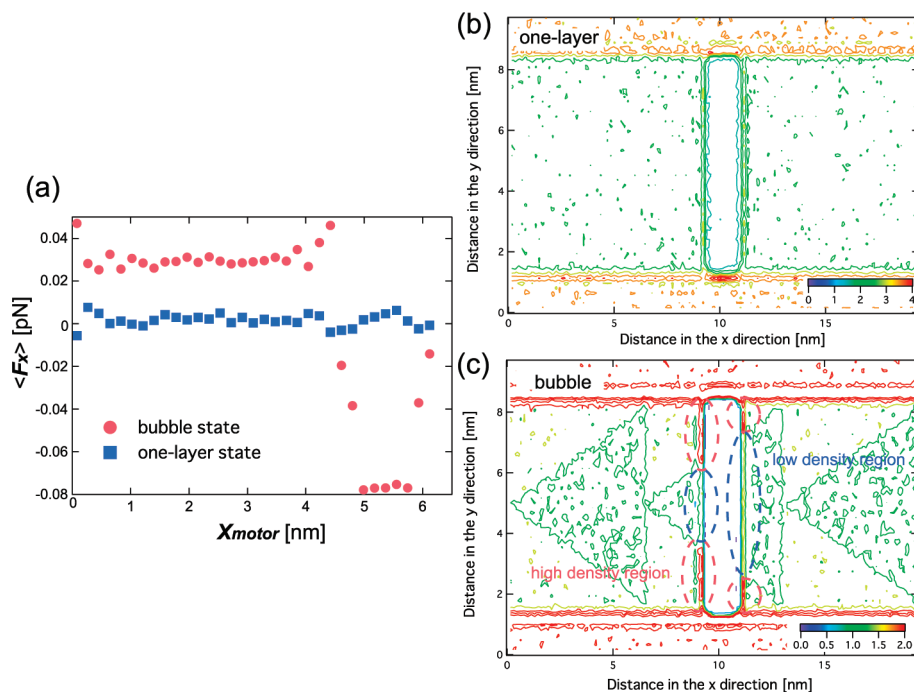 (a)
<Fx> [pN]
0.04
0.02
0
-0.02
-0.04
-0.06
-0.08
bubble state
one-layer state
0 1 2 3 4 5 6
Xmotor [nm]
(b)
one-layer
Distance in the y direction [nm]
8
6
4
2
0
0 1 2 3 4
0 5 10 15
Distance in the x direction [nm]
(c)
bubble
Distance in the y direction [nm]
8
6
4
2
0
low density region
high density region
0.0 0.5 1.0 1.5 2.0
0 5 10 15
Distance in the x direction [nm]